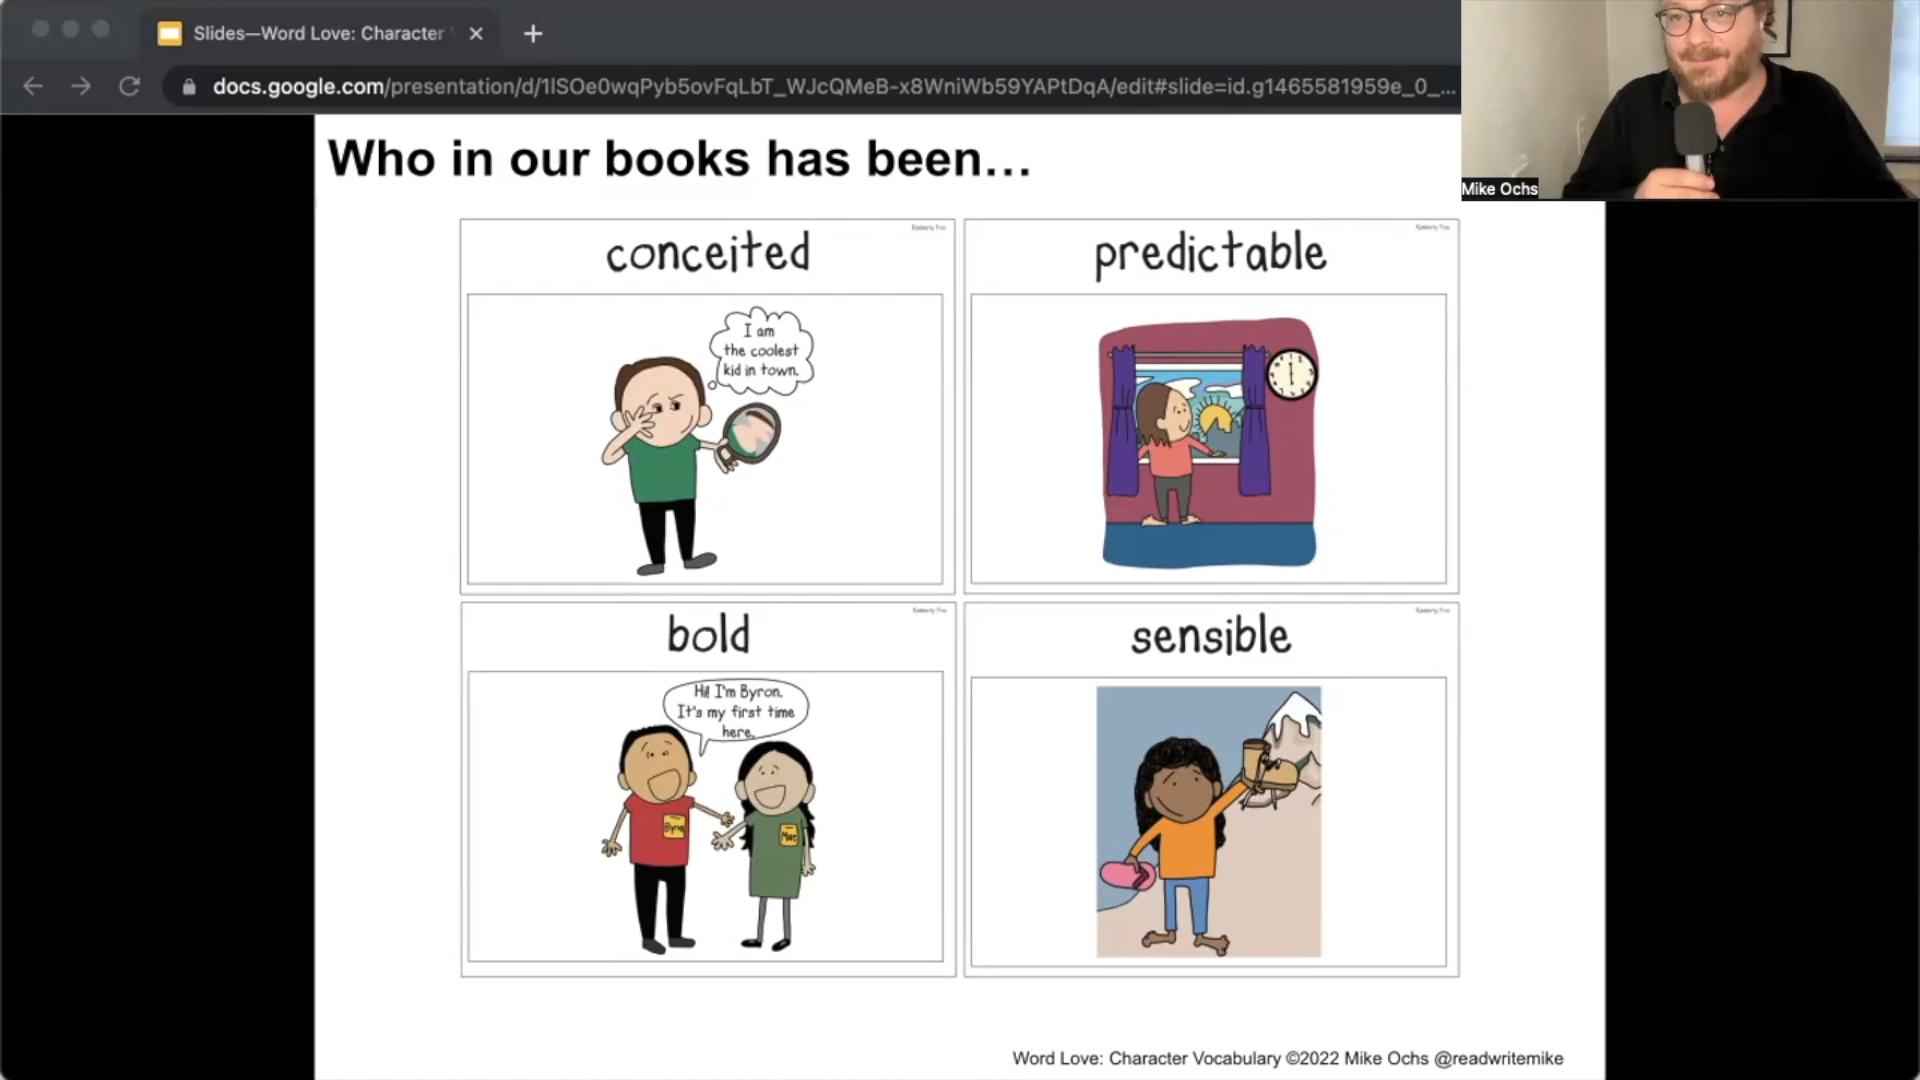 Slides—Word Love: Character
docs.google.com/presentation/d/1lSOe0wqPyb5ovFqLbT_WJcQMeB-x8WniWb59YAPtDqA/edit#slide=id.g1465581959e_0_...
Mike Ochs
Who in our books has been...
conceited
I am
the coolest
kid in town.
predictable
bold
Hi! I'm Byron.
It's my first time
here.
Mae
sensible
Word Love: Character Vocabulary ©2022 Mike Ochs @readwritemike